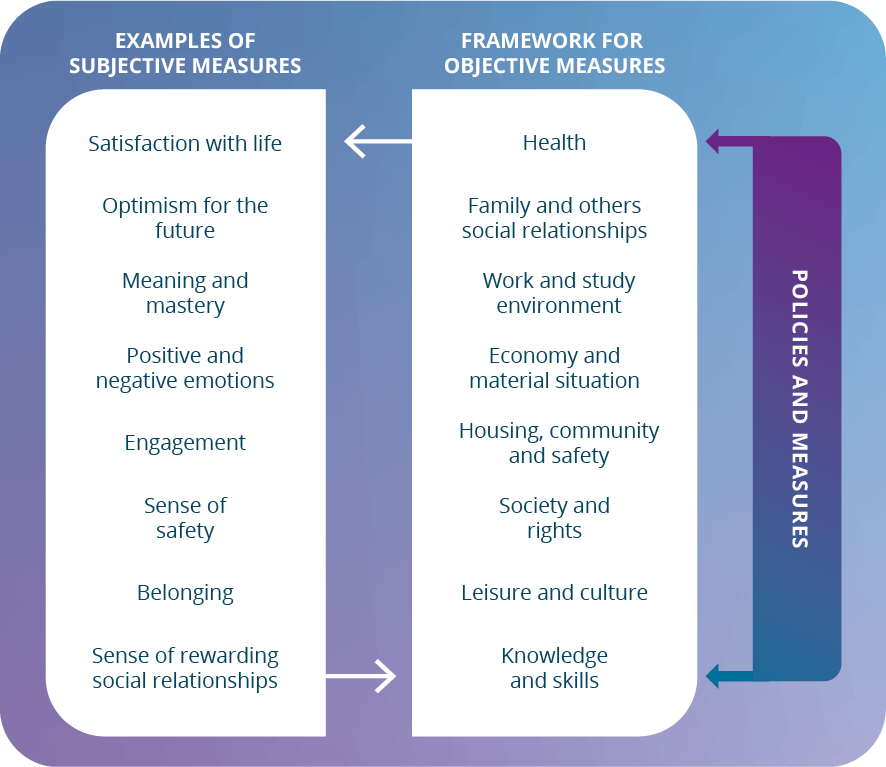 EXAMPLES OF
SUBJECTIVE MEASURES
Satisfaction with life
Optimism for the
future
Meaning and
mastery
Positive and
negative emotions
Engagement
Sense of
safety
Belonging
Sense of rewarding
social relationships
FRAMEWORK FOR
OBJECTIVE MEASURES
Health
Family and others
social relationships
Work and study
environment
Economy and
material situation
Housing, community
and safety
Society and
rights
Leisure and culture
Knowledge
and skills
POLICIES AND MEASURES